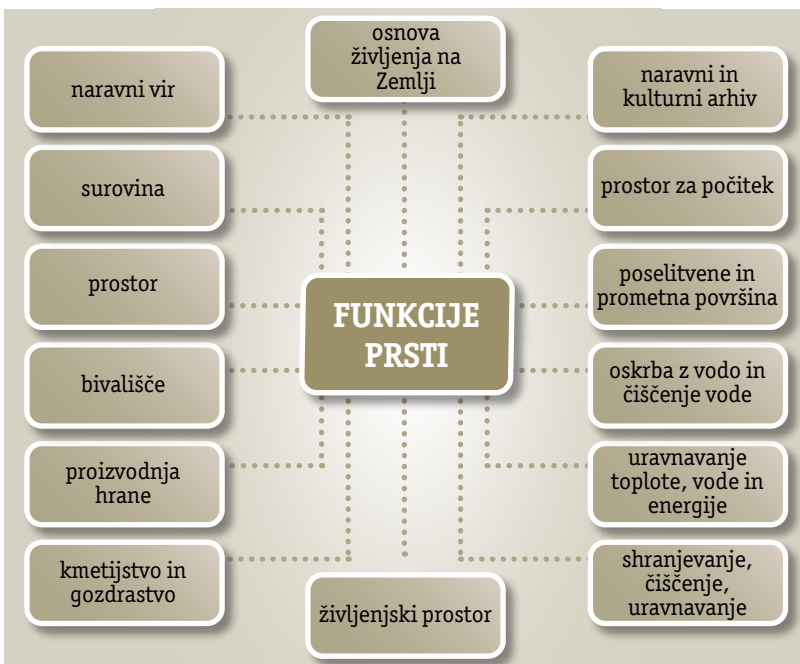 osnova
življenja na
Zemlji
naravni vir
surovina
prostor
bivališče
proizvodnja
hrane
kmetijstvo in
gozdrastvo
FUNKCIJE
PRSTI
življenjski prostor
naravni in
kulturni arhiv
prostor za počitek
poselitvene in
prometna površina
oskrba z vodo in
čiščenje vode
uravnavanje
toplote, vode in
energije
shranjevanje,
čiščenje,
uravnavanje